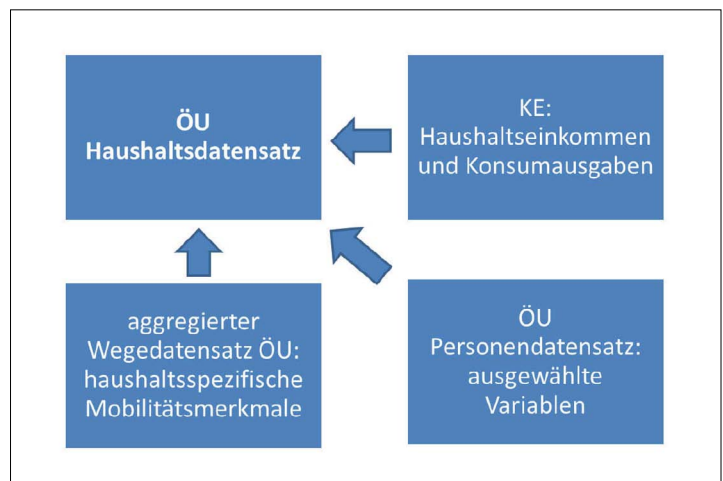 ÖU
Haushaltsdatensatz
KE:
Haushaltseinkommen
und Konsumausgaben
aggregierter
Wegedatensatz ÖU:
haushaltsspezifische
Mobilitätsmerkmale
ÖU
Personendatensatz:
ausgewählte
Variablen